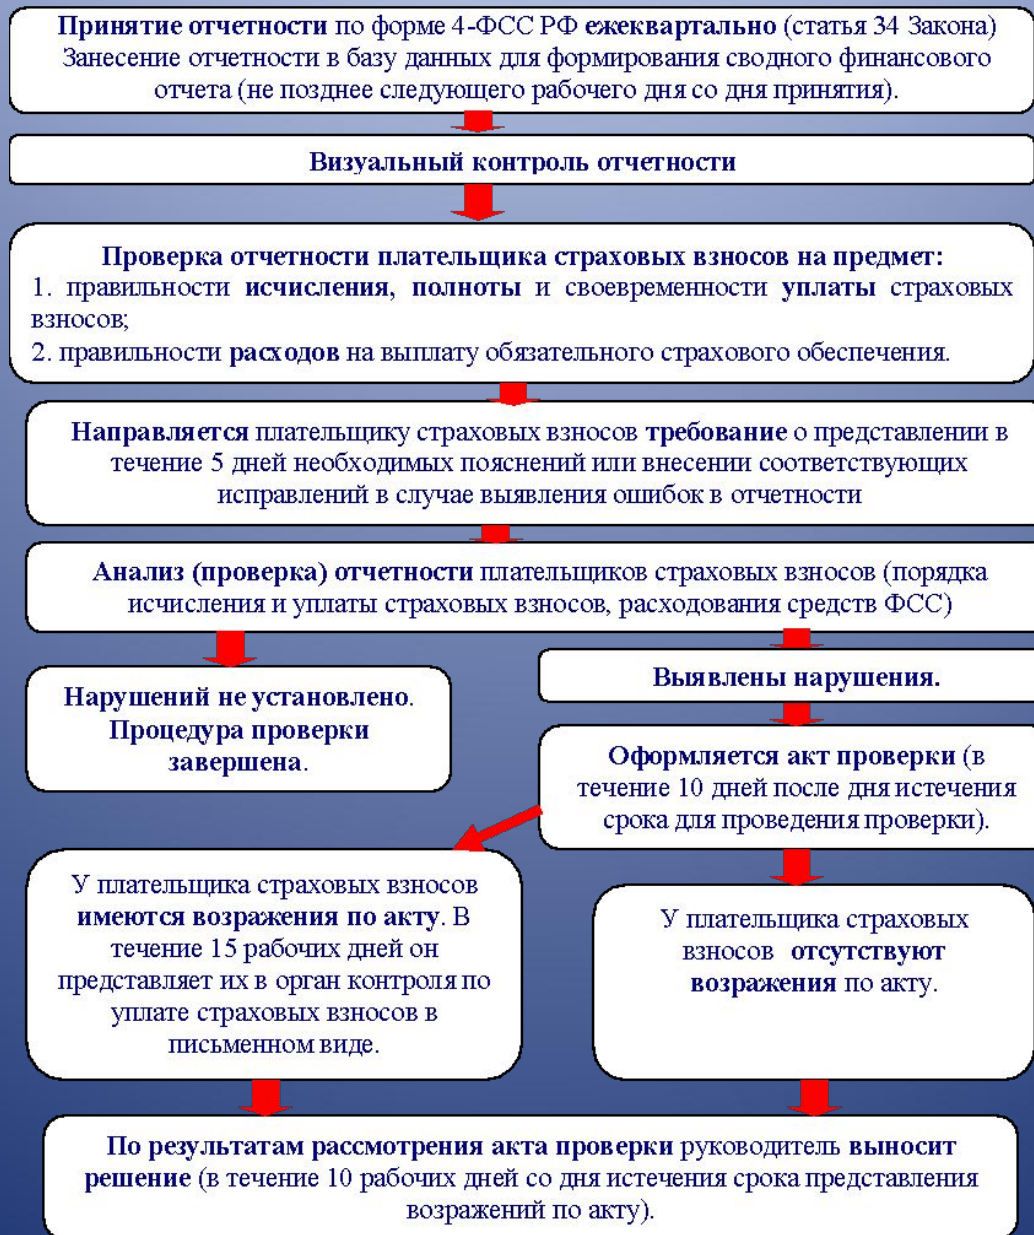 Принятие отчетности по форме 4-ФСС РФ ежеквартально (статья 34 Закона)
Занесение отчетности в базу данных для формирования сводного финансового
отчета (не позднее следующего рабочего дня со дня принятия).
Визуальный контроль отчетности
Проверка отчетности плательщика страховых взносов на предмет:
1. правильности исчисления, полноты и своевременности уплаты страховых
взносов;
2. правильности расходов на выплату обязательного страхового обеспечения.
Направляется плательщику страховых взносов требование о представлении в
течение 5 дней необходимых пояснений или внесении соответствующих
исправлений в случае выявления ошибок в отчетности
Анализ (проверка) отчетности плательщиков страховых взносов (порядка
исчисления и уплаты страховых взносов, расходования средств ФСС)
Нарушений не установлено.
Процедура проверки
завершена.
Выявлены нарушения.
Оформляется акт проверки (в
течение 10 дней после дня истечения
срока для проведения проверки).
У плательщика страховых взносов
имеются возражения по акту. В
течение 15 рабочих дней он
представляет их в орган контроля по
уплате страховых взносов в
письменном виде.
У плательщика страховых
взносов отсутствуют
возражения по акту.
По результатам рассмотрения акта проверки руководитель выносит
решение (в течение 10 рабочих дней со дня истечения срока представления
возражений по акту).